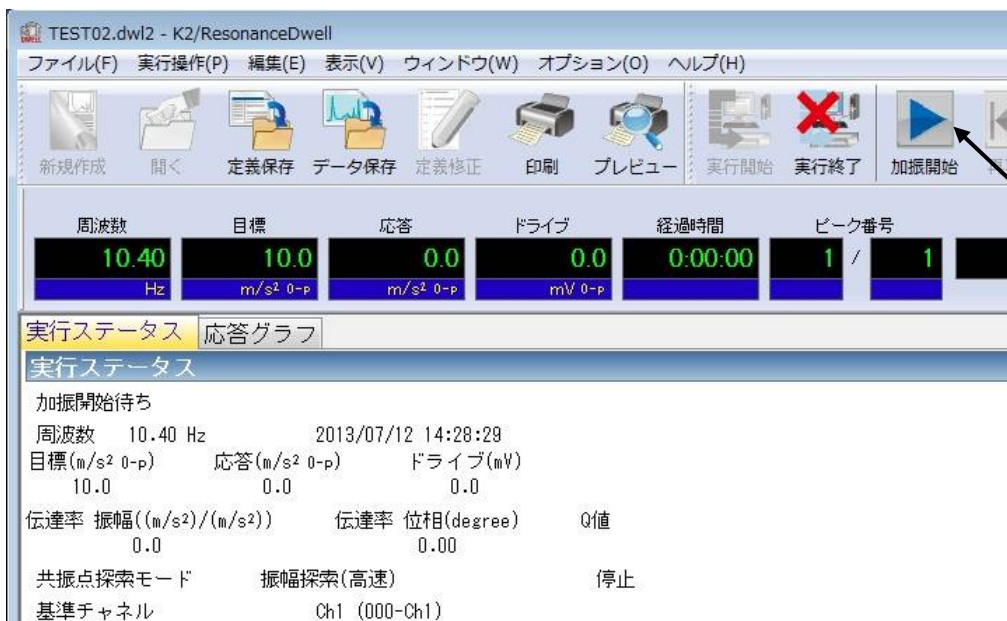 TEST02.dwl2 - K2/ResonanceDwell
ファイル(F) 実行操作(P) 編集(E) 表示(V) ウィンドウ(W) オプション(O) ヘルプ(H)
新規作成 開く 定義保存 データ保存 定義修正 印刷 プレビュー 実行開始 実行終了 加振開始
周波数 目標 応答 ドライブ 経過時間 ピーク番号
10.40 10.0 0.0 0.0 0:00:00 1 / 1
Hz m/s² 0-p m/s² 0-p mV 0-p
実行ステータス 応答グラフ
実行ステータス
加振開始待ち
周波数 10.40 Hz 2013/07/12 14:28:29
目標(m/s² 0-p) 応答(m/s² 0-p) ドライブ(mV)
10.0 0.0 0.0
伝達率 振幅((m/s²)/(m/s²)) 伝達率 位相(degree) Q値
0.0 0.00
共振点探索モード 振幅探索(高速) 停止
基準チャネル Ch1 (000-Ch1)